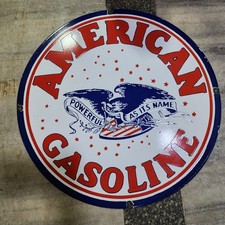 AMERICAN
POWERFUL AS ITS NAME
GASOLINE